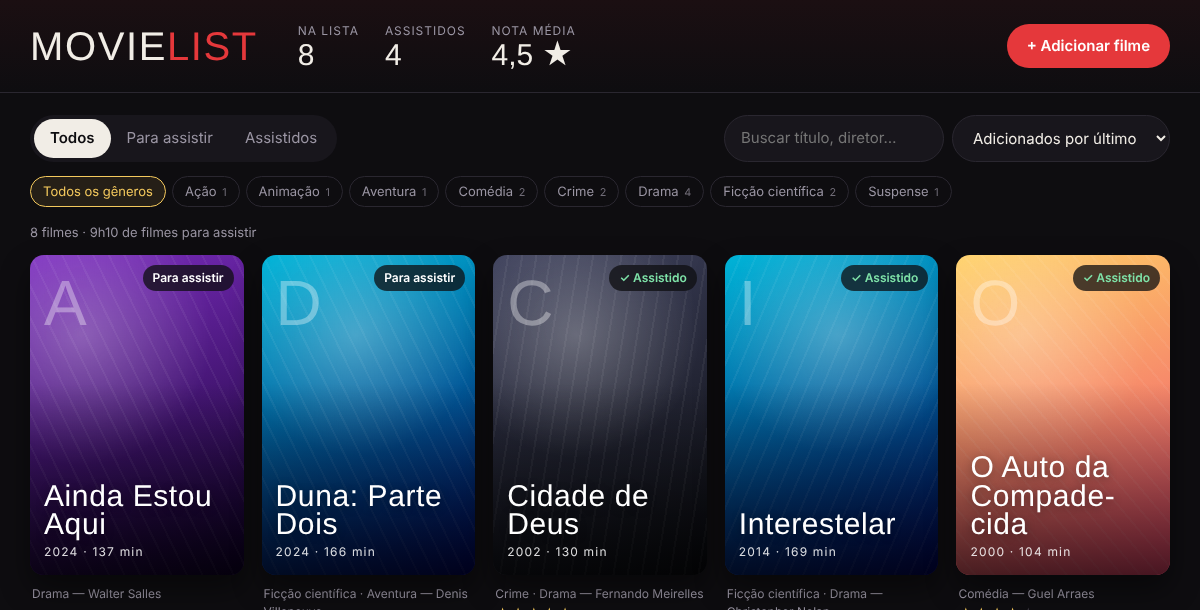 MOVIELIST
NA LISTA
8
ASSISTIDOS
4
NOTA MÉDIA
4,5 ★
+ Adicionar filme
Todos
Para assistir
Assistidos
Buscar título, diretor...
Adicionados por último
Todos os gêneros
Ação 1
Animação 1
Aventura 1
Comédia 2
Crime 2
Drama 4
Ficção científica 2
Suspense 1
8 filmes · 9h10 de filmes para assistir
A
Para assistir
Ainda Estou
Aqui
2024 · 137 min
Drama — Walter Salles
D
Para assistir
Duna: Parte
Dois
2024 · 166 min
Ficção científica · Aventura — Denis
C
✓ Assistido
Cidade de
Deus
2002 · 130 min
Crime · Drama — Fernando Meirelles
I
✓ Assistido
Interestelar
2014 · 169 min
Ficção científica · Drama —
O
✓ Assistido
O Auto da
Compade-
cida
2000 · 104 min
Comédia — Guel Arraes